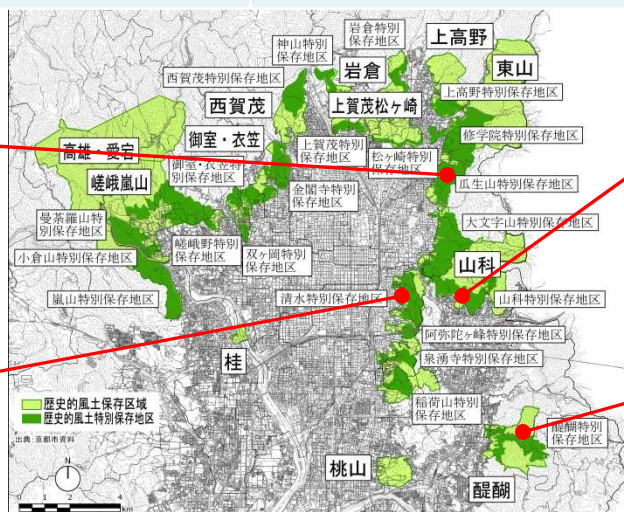 神山特別
保存地区
岩倉特別
保存地区
上高野
東山
西賀茂特別保存地区
岩倉
西賀茂
上賀茂松ヶ崎
上高野特別保存地区
御室・衣笠
上賀茂特別
保存地区
松ヶ崎特別
保存地区
修学院特別保存地区
高雄・愛宕
御室・衣笠特
別保存地区
金閣寺特別
保存地区
瓜生山特別保存地区
嵯峨嵐山
曼荼羅山特
別保存地区
嵯峨野特別
保存地区
双ヶ岡特別
保存地区
大文字山特別保存地区
小倉山特別保存地区
山科
嵐山特別保存地区
清水特別保存地区
山科特別保存地区
阿弥陀ヶ峰特別保存地区
桂
泉湧寺特別保存地区
稲荷山特別
保存地区
歴史的風土保存区域
歴史的風土特別保存地区
出典:京都市資料
醍醐特別
保存地区
桃山
醍醐
N
0 1 2 4
km